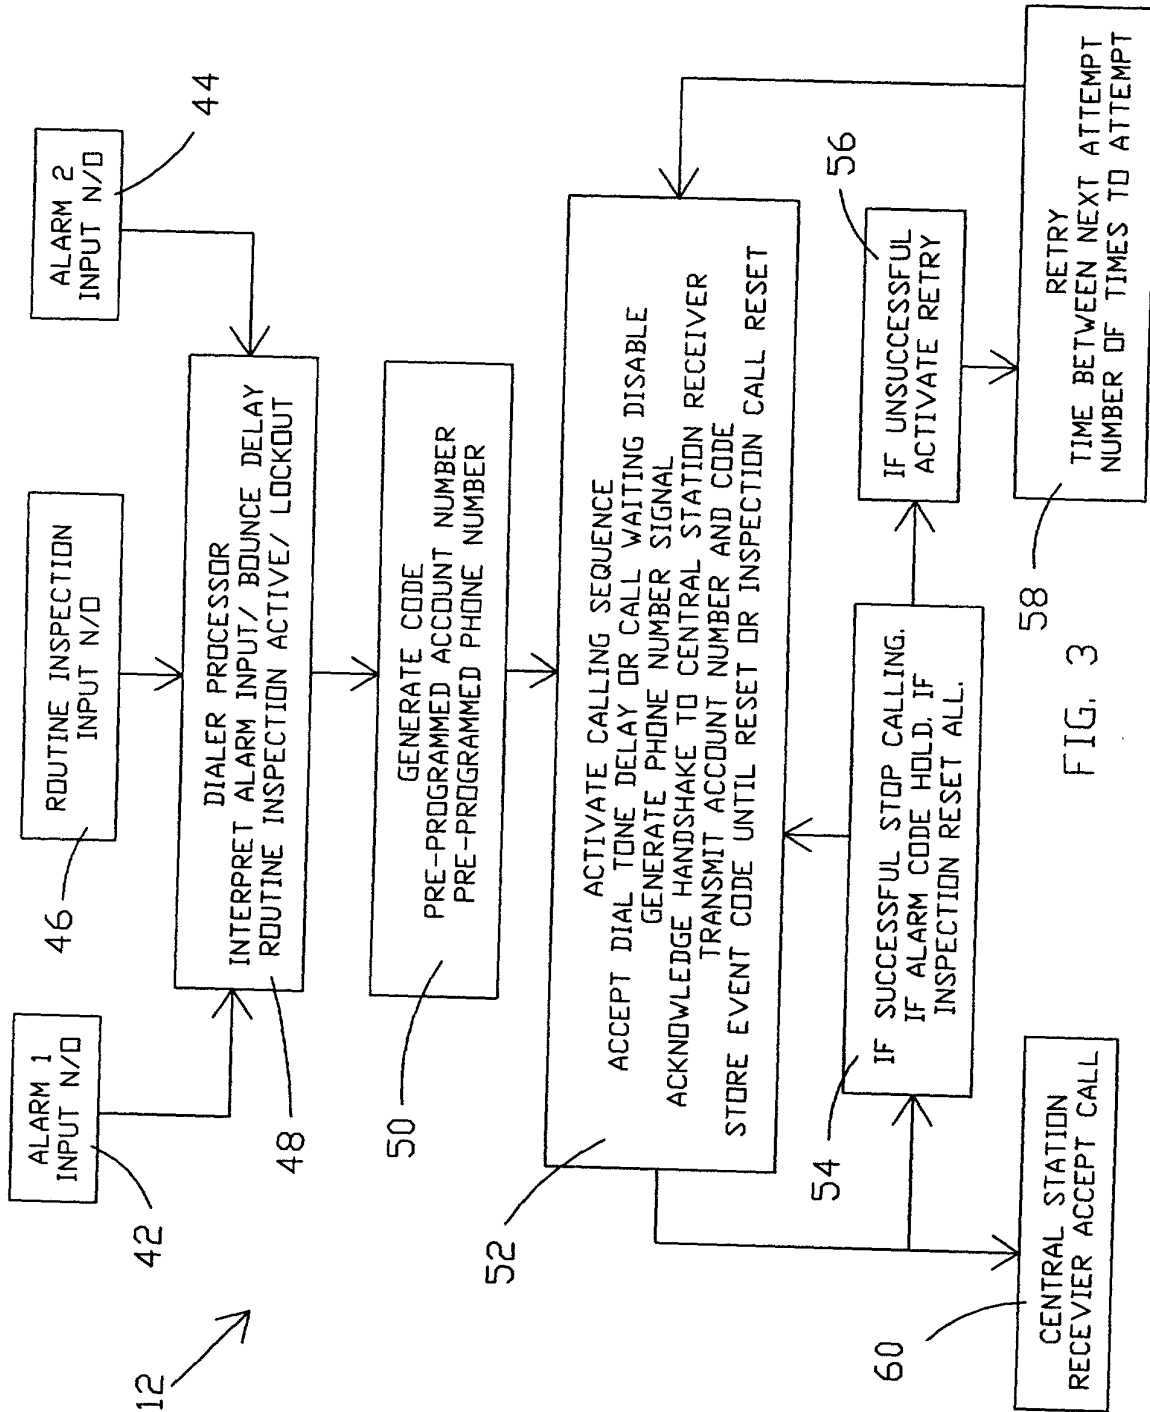 12
42
ALARM 1
INPUT N/O
46
ROUTINE INSPECTION
INPUT N/O
44
ALARM 2
INPUT N/O
48
DIALER PROCESSOR
INTERPRET ALARM INPUT/ BOUNCE DELAY
ROUTINE INSPECTION ACTIVE/ LOCKOUT
50
GENERATE CODE
PRE-PROGRAMMED ACCOUNT NUMBER
PRE-PROGRAMMED PHONE NUMBER
52
ACTIVATE CALLING SEQUENCE
ACCEPT DIAL TONE DELAY OR CALL WAITING DISABLE
GENERATE PHONE NUMBER SIGNAL
ACKNOWLEDGE HANDSHAKE TO CENTRAL STATION RECEIVER
TRANSMIT ACCOUNT NUMBER AND CODE
STORE EVENT CODE UNTIL RESET OR INSPECTION CALL RESET
54
IF SUCCESSFUL STOP CALLING.
IF ALARM CODE HOLD. IF
INSPECTION RESET ALL.
56
IF UNSUCCESSFUL
ACTIVATE RETRY
60
CENTRAL STATION
RECEVIER ACCEPT CALL
58
RETRY
TIME BETWEEN NEXT ATTEMPT
NUMBER OF TIMES TO ATTEMPT
FIG. 3